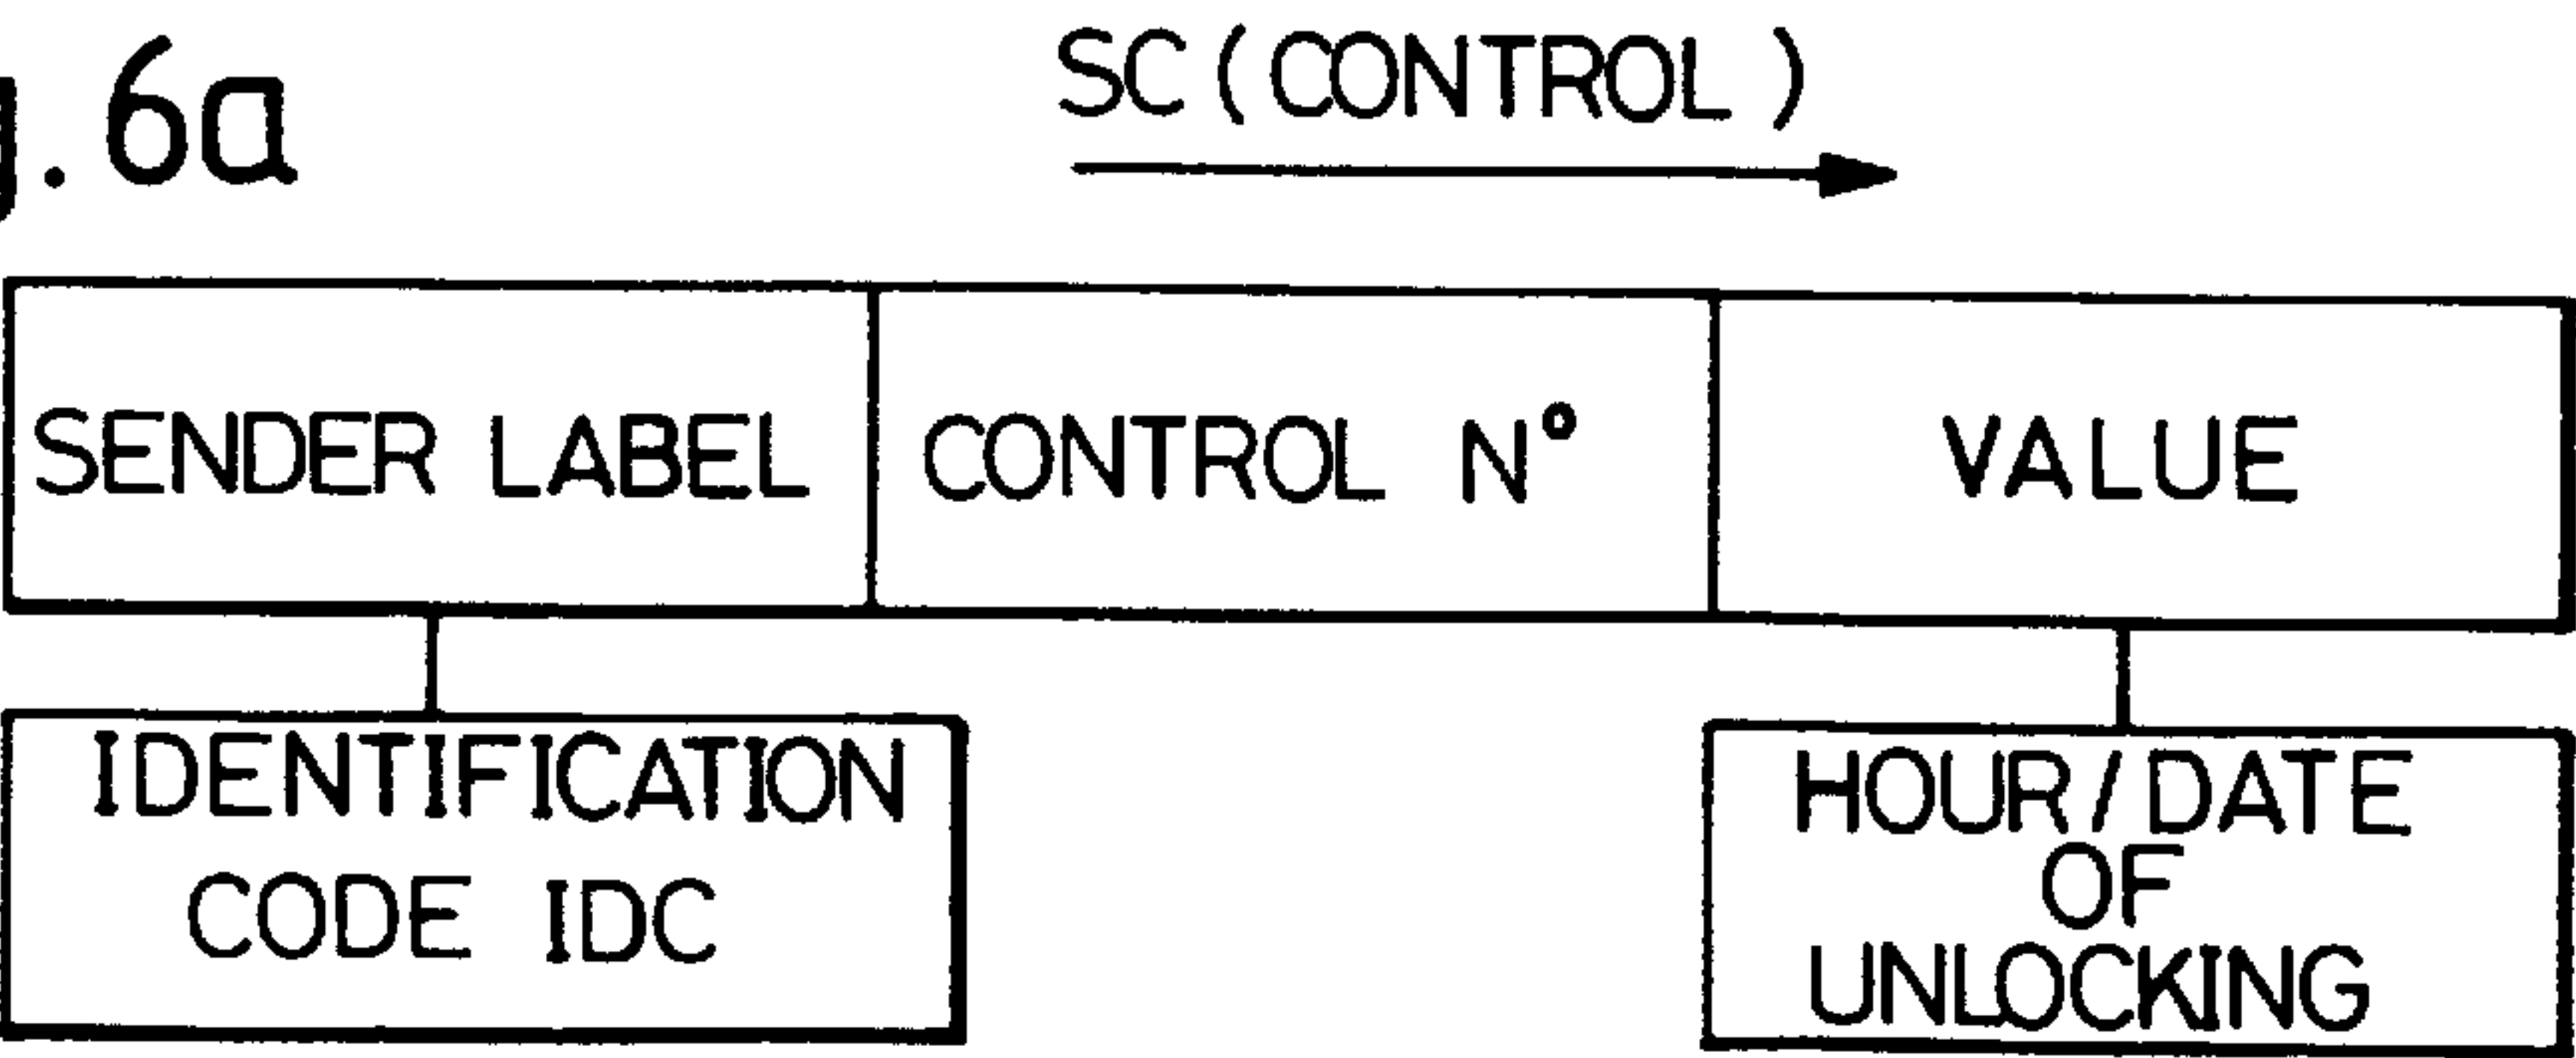 g. 6a
SC (CONTROL)
SENDER LABEL
CONTROL N°
VALUE
IDENTIFICATION
CODE IDC
HOUR/DATE
OF
UNLOCKING